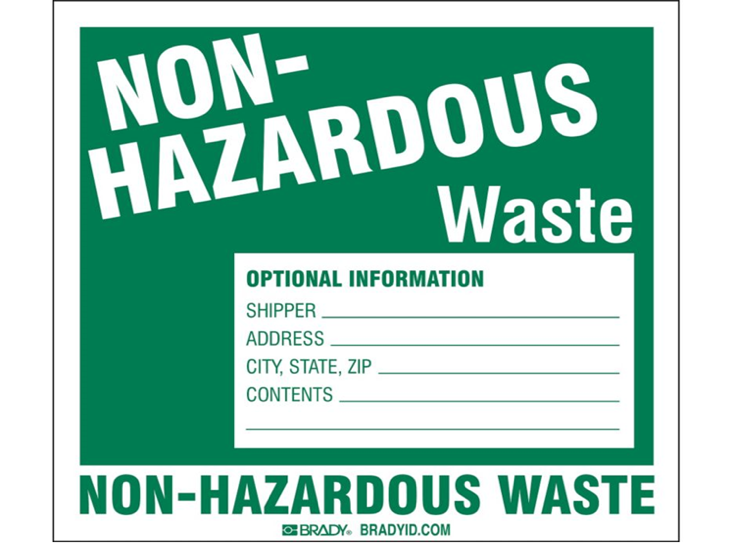 NON-
HAZARDOUS
Waste
OPTIONAL INFORMATION
SHIPPER
ADDRESS
CITY, STATE, ZIP
CONTENTS
NON-HAZARDOUS WASTE
BRADY® BRADYID.COM